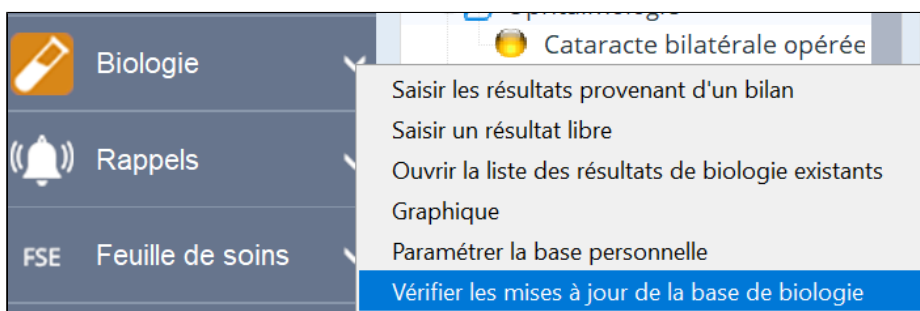 Ophtalmologie
Cataracte bilatérale opérée
Biologie
Rappels
FSE Feuille de soins
Saisir les résultats provenant d'un bilan
Saisir un résultat libre
Ouvrir la liste des résultats de biologie existants
Graphique
Paramétrer la base personnelle
Vérifier les mises à jour de la base de biologie